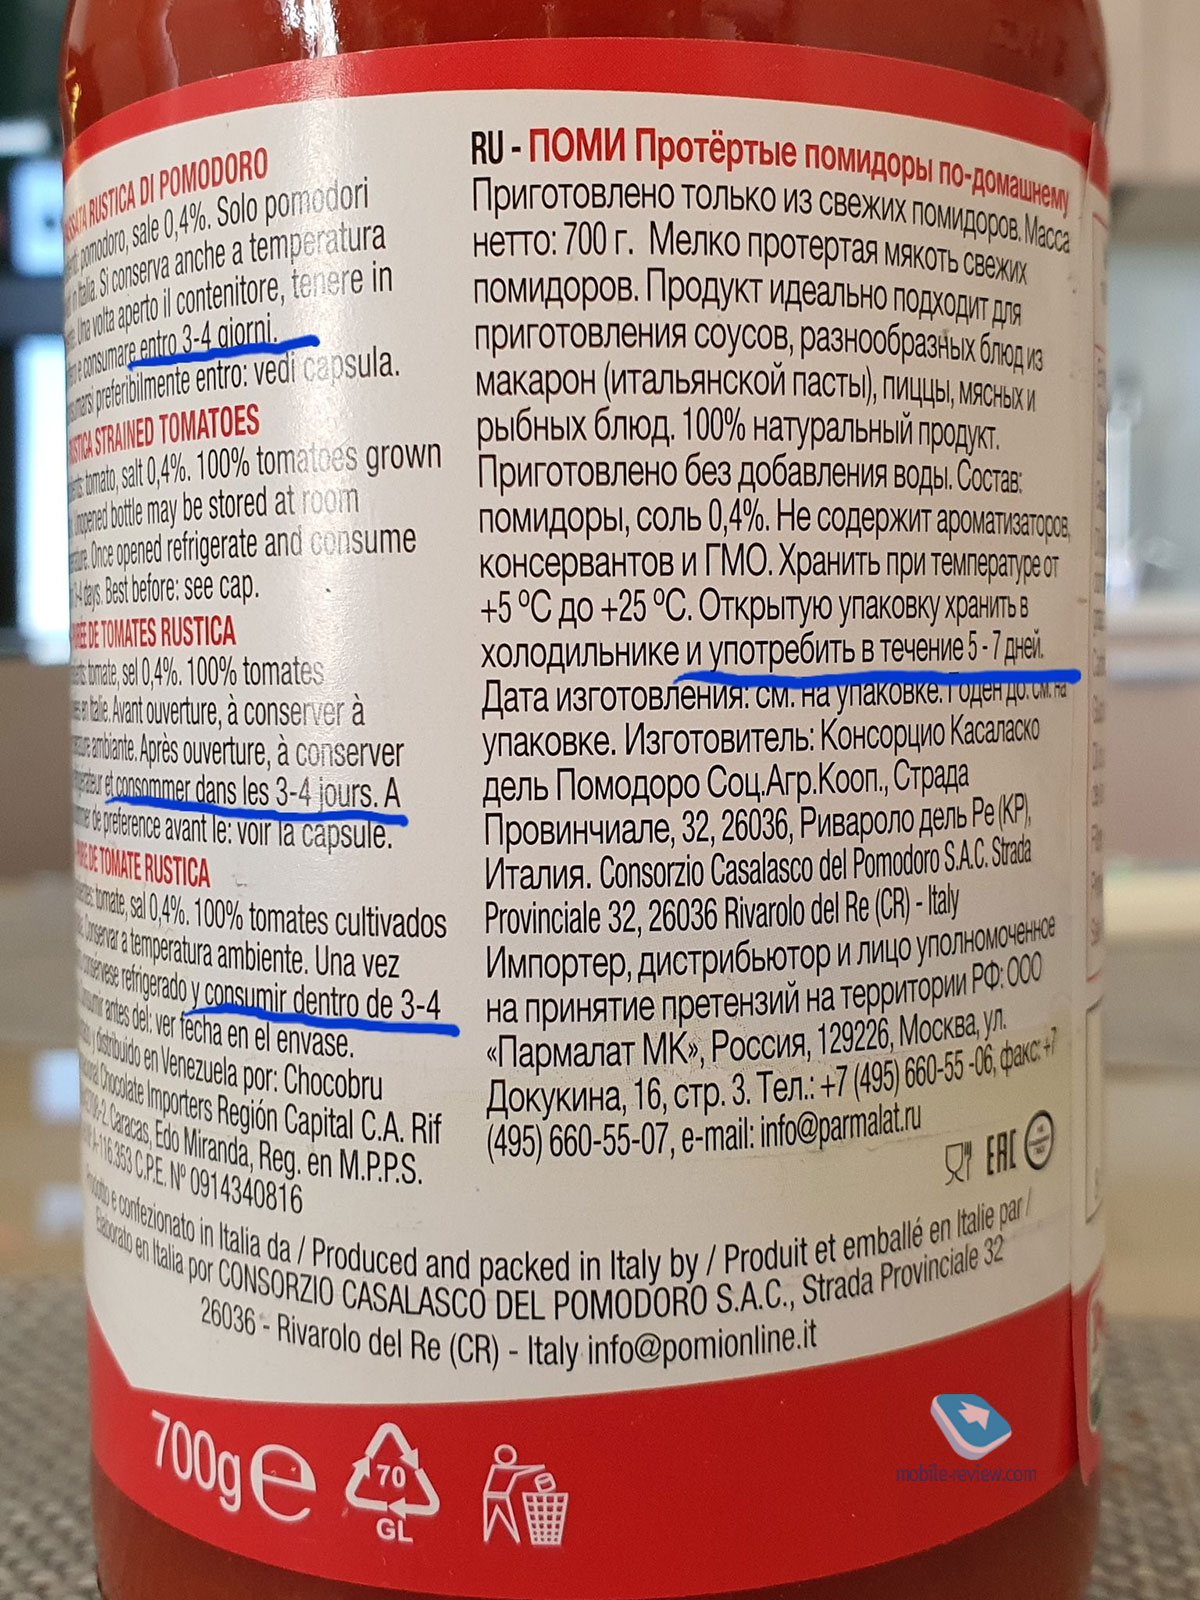 RUSTICA DI POMODORO
pomodoro, sale 0,4%. Solo pomodori
in Italia. Si conserva anche a temperatura
Una volta aperto il contenitore, tenere in
e consumare entro 3-4 giorni.
preferibilmente entro: vedi capsula.
STRAINED TOMATOES
tomato, salt 0,4%. 100% tomatoes grown
bottle may be stored at room
Once opened refrigerate and consume
3-4 days. Best before: see cap.
DE TOMATES RUSTICA
tomate, sel 0,4%. 100% tomates
en Italie. Avant ouverture, à conserver à
ambiante. Après ouverture, à conserver
et consommer dans les 3-4 jours. A
de préférence avant le: voir la capsule.
DE TOMATE RUSTICA
tomate, sal 0,4%. 100% tomates cultivados
Conservar a temperatura ambiente. Una vez
refrigerado y consumir dentro de 3-4
antes del: ver fecha en el envase.
distribuido en Venezuela por: Chocobru
Chocolate Importers Región Capital C.A. Rif
Caracas, Edo Miranda, Reg. en M.P.P.S.
A-116.353 C.P.E. Nº 0914340816
RU - ПОМИ Протёртые помидоры по-домашнему
Приготовлено только из свежих помидоров. Масса
нетто: 700 г. Мелко протертая мякоть свежих
помидоров. Продукт идеально подходит для
приготовления соусов, разнообразных блюд из
макарон (итальянской пасты), пиццы, мясных и
рыбных блюд. 100% натуральный продукт.
Приготовлено без добавления воды. Состав:
помидоры, соль 0,4%. Не содержит ароматизаторов,
консервантов и ГМО. Хранить при температуре от
+5 ºC до +25 ºC. Открытую упаковку хранить в
холодильнике и употребить в течение 5 - 7 дней.
Дата изготовления: см. на упаковке. Годен до: см. на
упаковке. Изготовитель: Консорцио Касаласко
дель Помодоро Соц.Агр.Кооп., Страда
Провинчиале, 32, 26036, Ривароло дель Ре (КР),
Италия. Consorzio Casalasco del Pomodoro S.A.C. Strada
Provinciale 32, 26036 Rivarolo del Re (CR) - Italy
Импортер, дистрибьютор и лицо уполномоченное
на принятие претензий на территории РФ: ООО
«Пармалат МК», Россия, 129226, Москва, ул.
Докукина, 16, стр. 3. Тел.: +7 (495) 660-55 -06, факс: +7
(495) 660-55-07, e-mail: info@parmalat.ru
EAC
Prodotto e confezionato in Italia da / Produced and packed in Italy by / Produit et emballé en Italie par /
Elaborato en Italia por CONSORZIO CASALASCO DEL POMODORO S.A.C., Strada Provinciale 32
26036 - Rivarolo del Re (CR) - Italy info@pomionline.it
700g e
70
GL
mobile-review.com